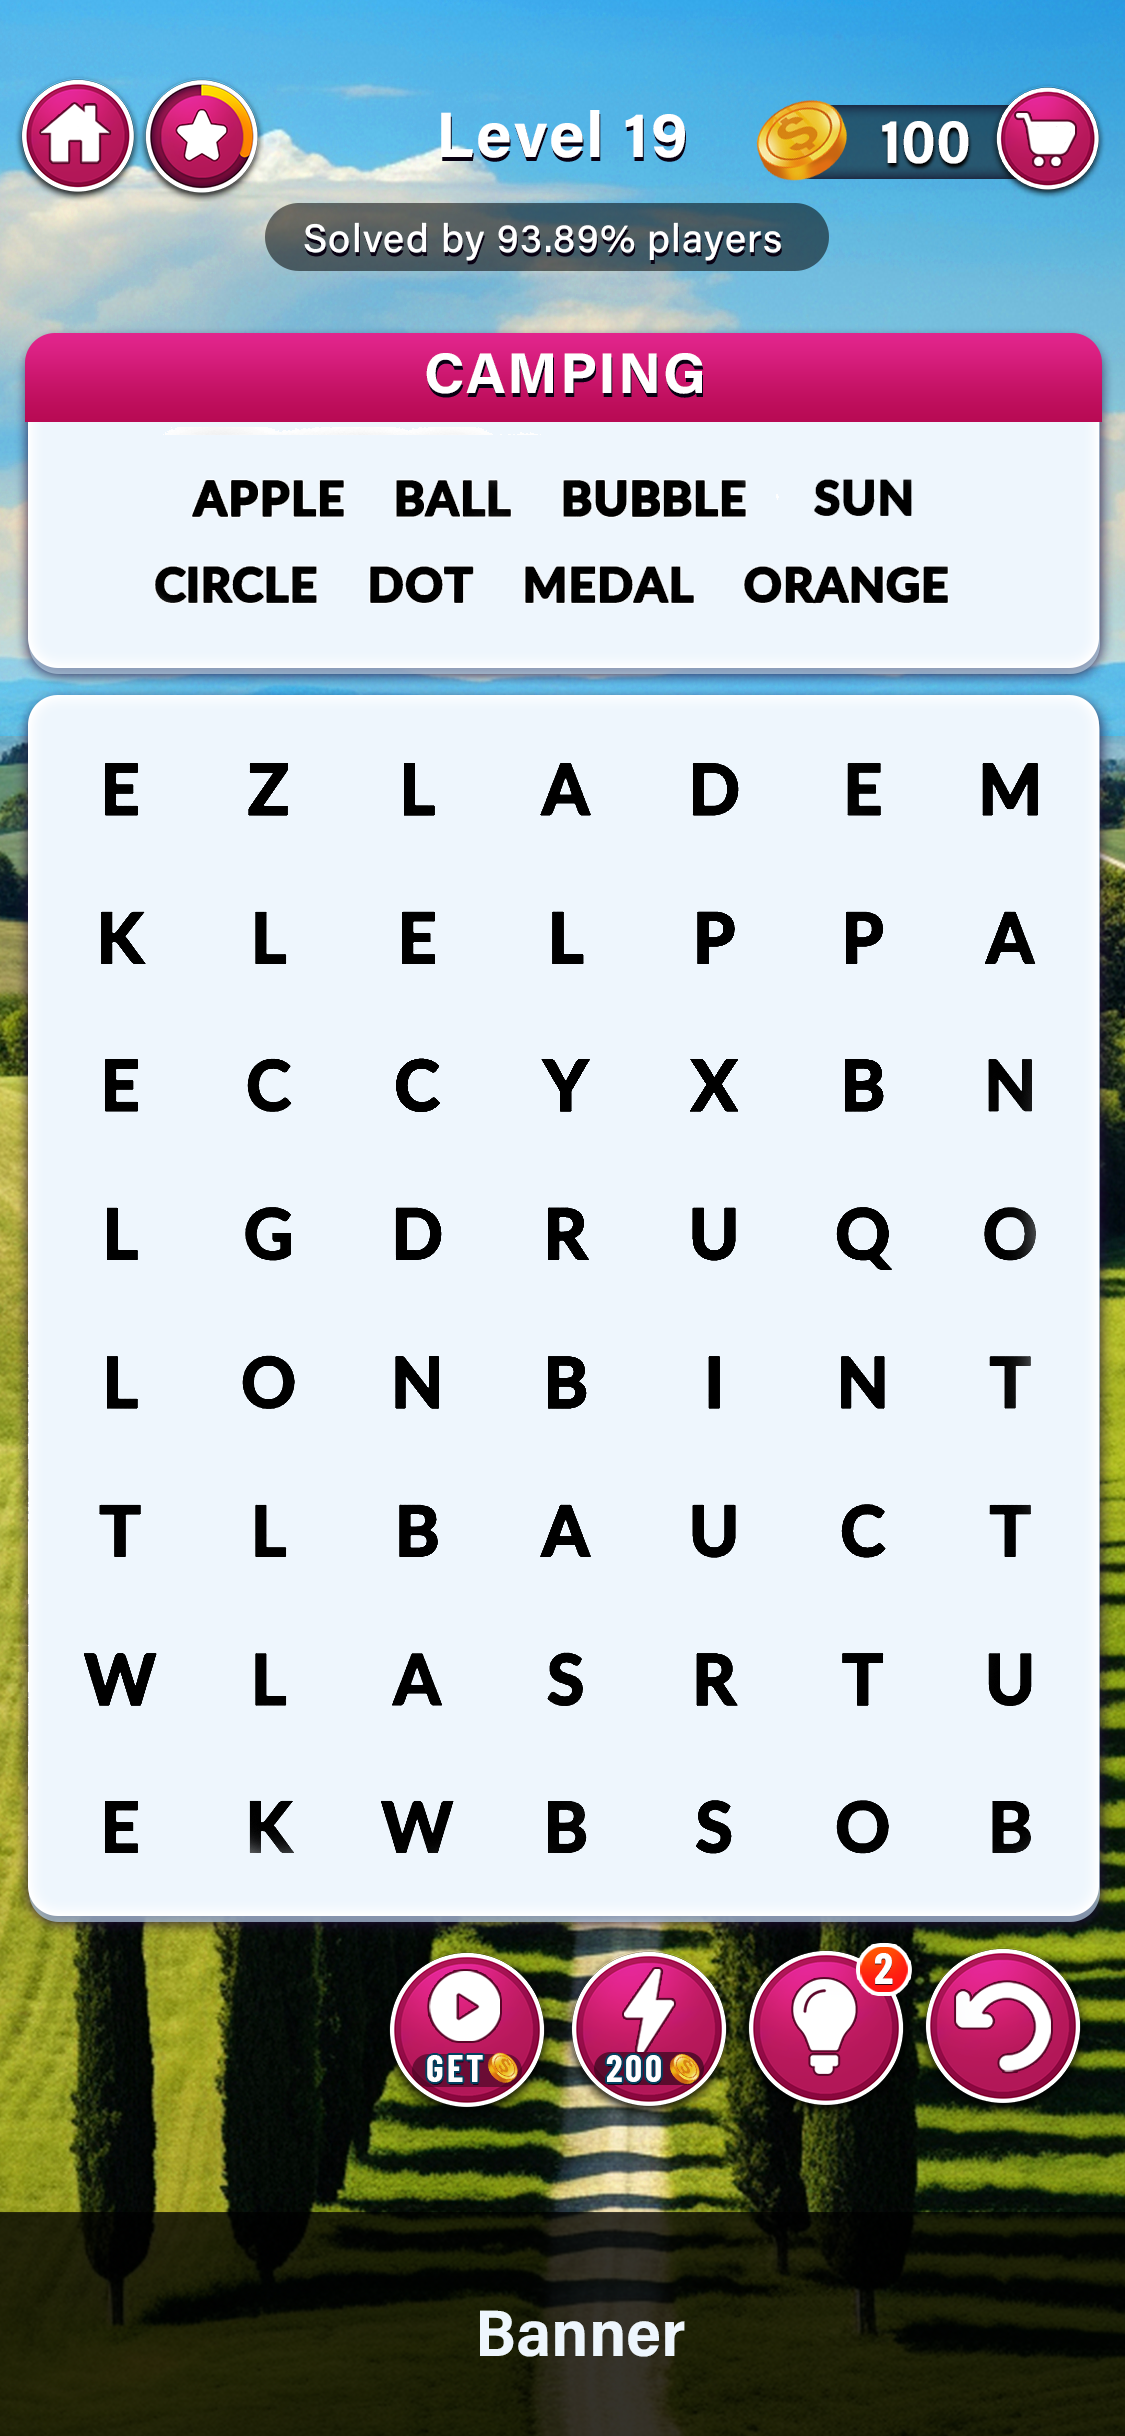 Level 19
100
Solved by 93.89% players
CAMPING
APPLE BALL BUBBLE SUN
CIRCLE DOT MEDAL ORANGE
E Z L A D E M
K L E L P P A
E C C Y X B N
L G D R U Q O
L O N B I N T
T L B A U C T
W L A S R T U
E K W B S O B
2
GET 200
Banner